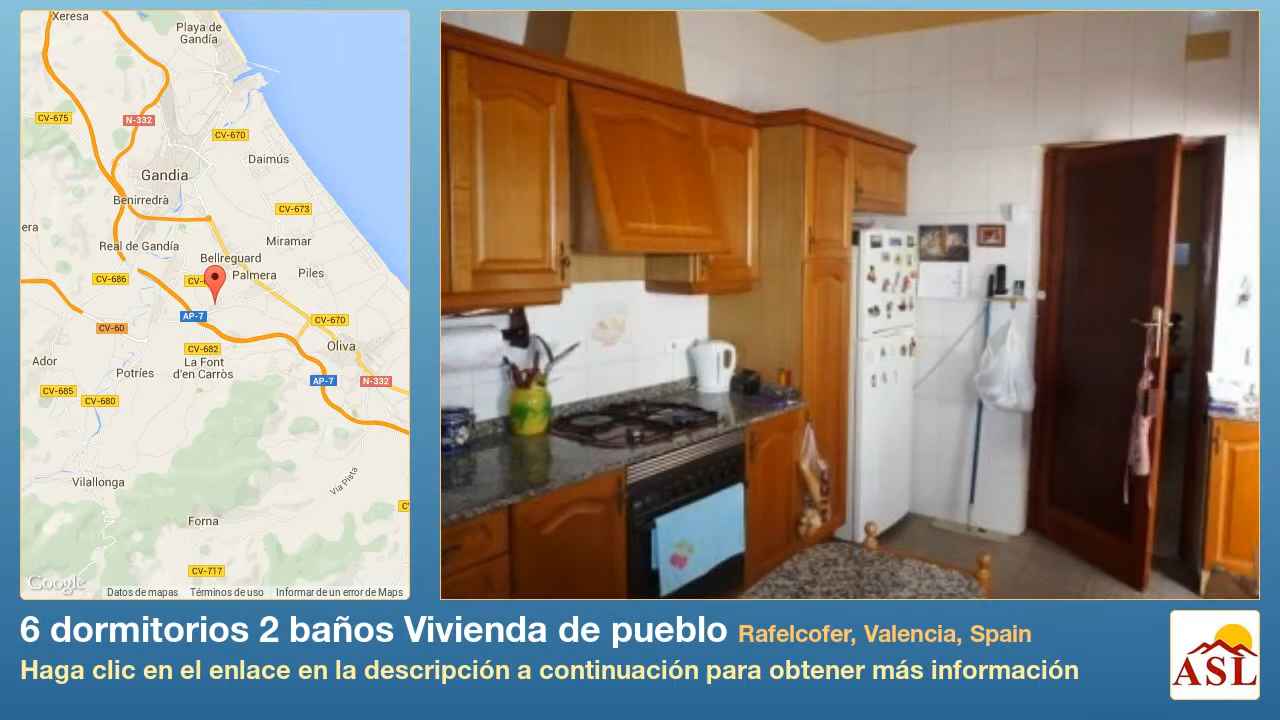 Xeresa
Playa de
Gandía
CV-675
N-332
CV-670
Daimús
Gandia
Benirredrà
CV-673
era
Real de Gandía
Miramar
Bellreguard
CV-686
Palmera
Piles
AP-7
CV-60
CV-670
Oliva
CV-682
Ador
La Font
d'en Carròs
Potríes
AP-7
N-332
CV-685
CV-680
Vilallonga
Vía Pista
Forna
CV-717
Google
Datos de mapas
Términos de uso
Informar de un error de Maps
6 dormitorios 2 baños Vivienda de pueblo Rafelcofer, Valencia, Spain
Haga clic en el enlace en la descripción a continuación para obtener más información
ASL